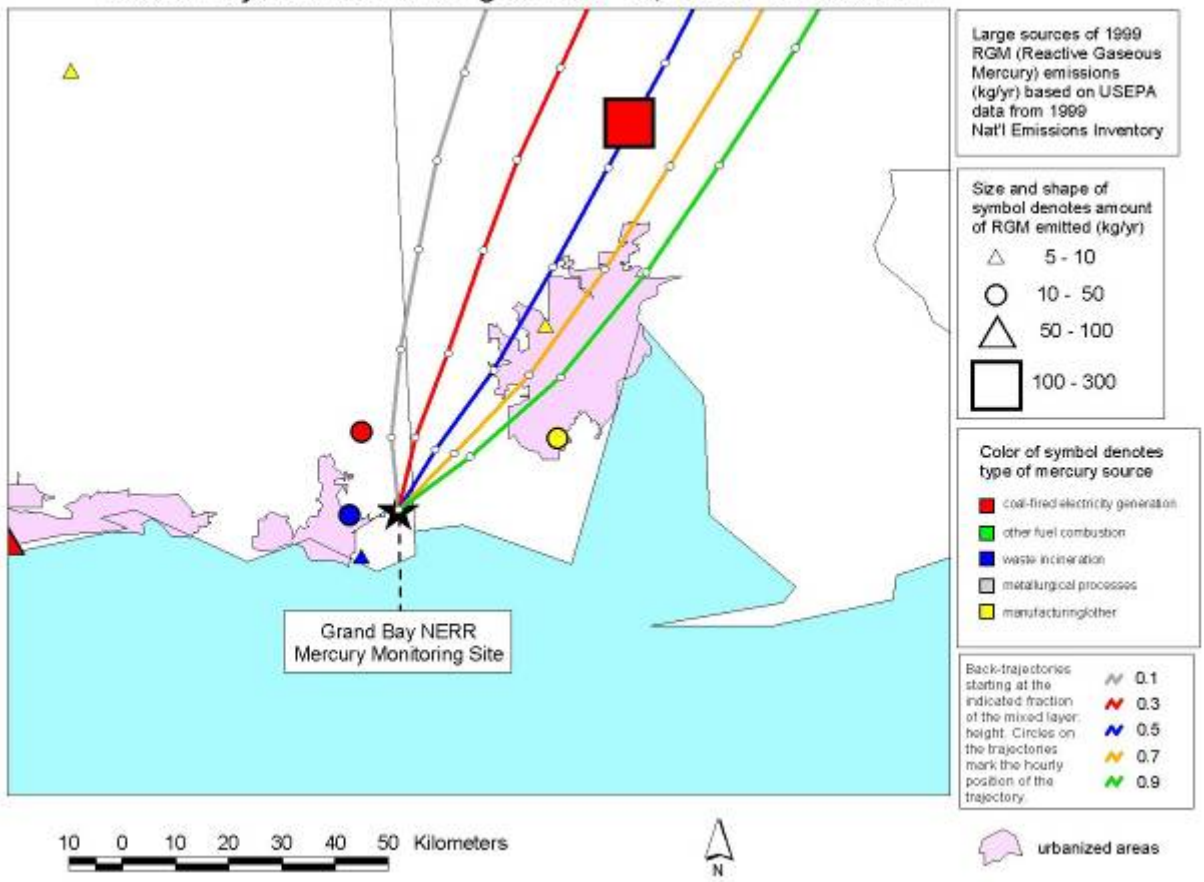 Large sources of 1999
RGM (Reactive Gaseous
Mercury) emissions
(kg/yr) based on USEPA
data from 1999
Nat'l Emissions Inventory
Size and shape of
symbol denotes amount
of RGM emitted (kg/yr)
5 - 10
10 - 50
50 - 100
100 - 300
Color of symbol denotes
type of mercury source
coal-fired electricity generation
other fuel combustion
waste incineration
metallurgical processes
manufacturing/other
Grand Bay NERR
Mercury Monitoring Site
Back-trajectories
starting at the
indicated fraction
of the mixed layer
height. Circles on
the trajectories
mark the hourly
position of the
trajectory.
0.1
0.3
0.5
0.7
0.9
10 0 10 20 30 40 50 Kilometers
N
urbanized areas